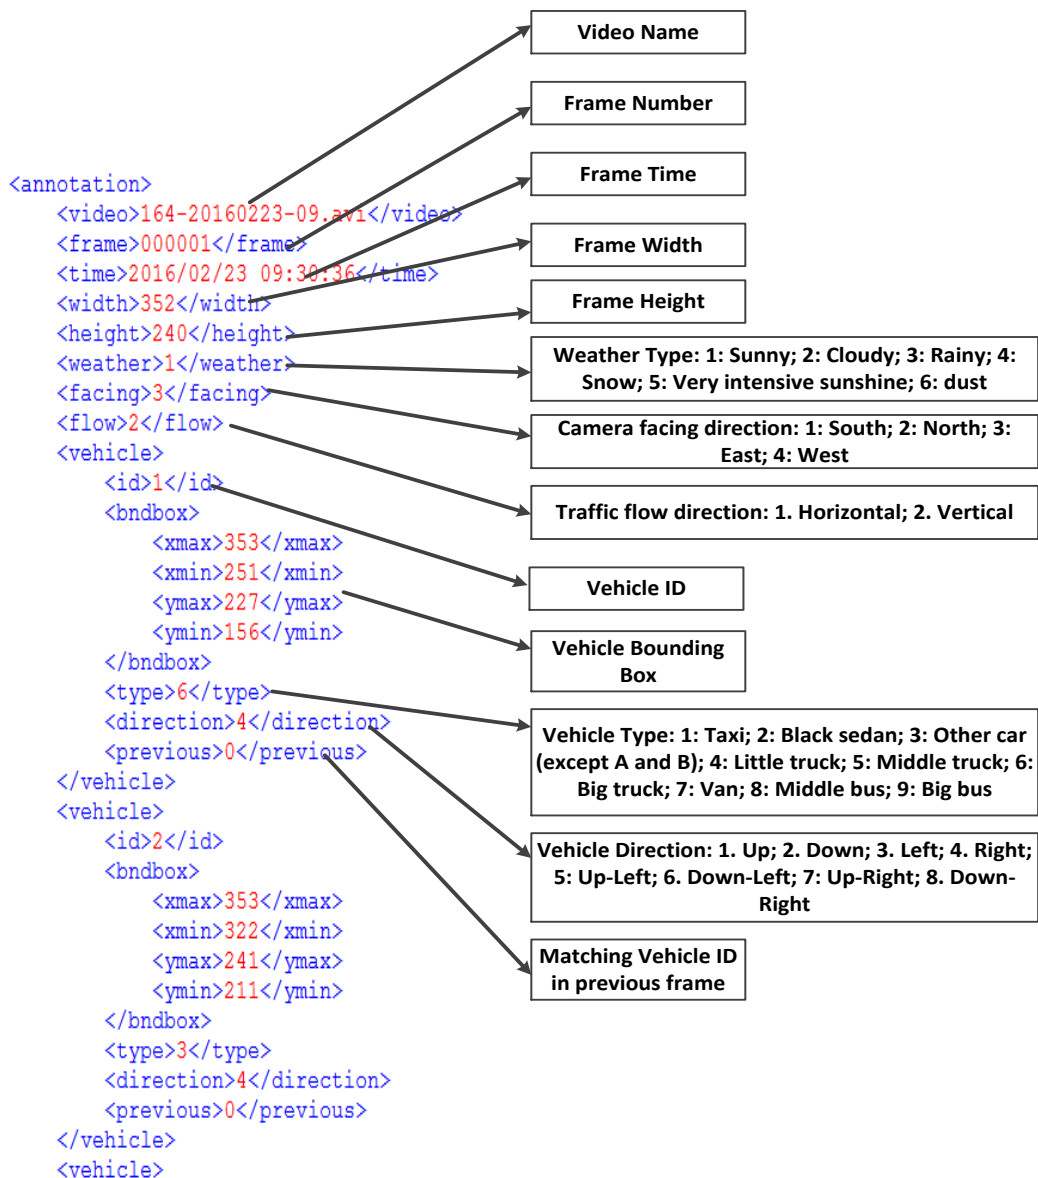 <annotation>
<video>164-20160223-09.avi</video>
<frame>000001</frame>
<time>2016/02/23 09:30:36</time>
<width>352</width>
<height>240</height>
<weather>1</weather>
<facing>3</facing>
<flow>2</flow>
<vehicle>
<id>1</id>
<bndbox>
<xmax>353</xmax>
<xmin>251</xmin>
<ymax>227</ymax>
<ymin>156</ymin>
</bndbox>
<type>6</type>
<direction>4</direction>
<previous>0</previous>
</vehicle>
<vehicle>
<id>2</id>
<bndbox>
<xmax>353</xmax>
<xmin>322</xmin>
<ymax>241</ymax>
<ymin>211</ymin>
</bndbox>
<type>3</type>
<direction>4</direction>
<previous>0</previous>
</vehicle>
<vehicle>
Video Name
Frame Number
Frame Time
Frame Width
Frame Height
Weather Type: 1: Sunny; 2: Cloudy; 3: Rainy; 4:
Snow; 5: Very intensive sunshine; 6: dust
Camera facing direction: 1: South; 2: North; 3:
East; 4: West
Traffic flow direction: 1. Horizontal; 2. Vertical
Vehicle ID
Vehicle Bounding
Box
Vehicle Type: 1: Taxi; 2: Black sedan; 3: Other car
(except A and B); 4: Little truck; 5: Middle truck; 6:
Big truck; 7: Van; 8: Middle bus; 9: Big bus
Vehicle Direction: 1. Up; 2. Down; 3. Left; 4. Right;
5: Up-Left; 6. Down-Left; 7: Up-Right; 8. Down-
Right
Matching Vehicle ID
in previous frame